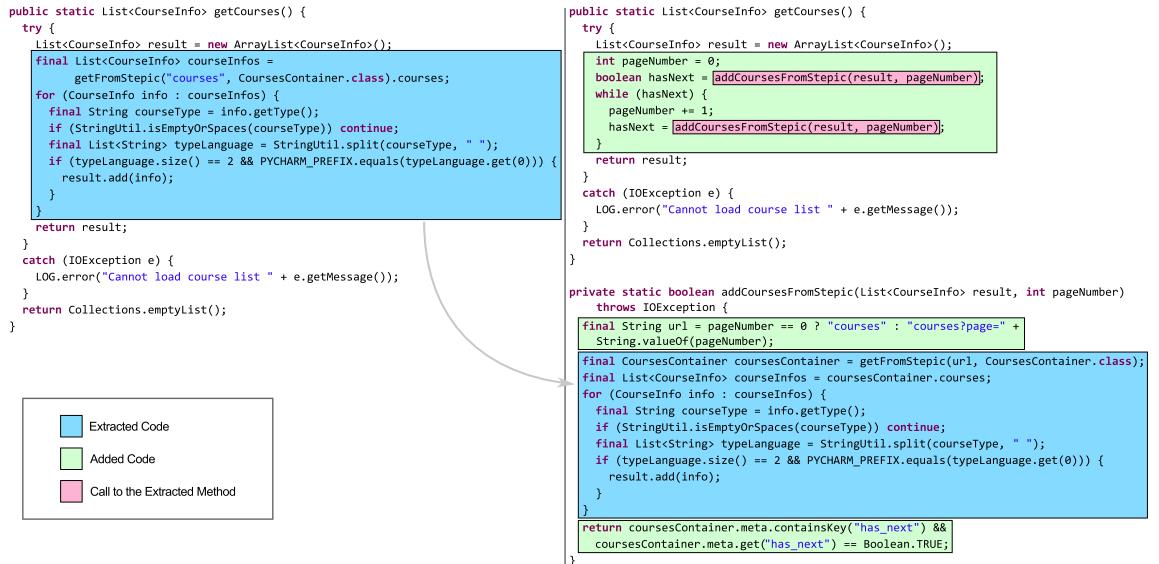 public static List<CourseInfo> getCourses() {
try {
List<CourseInfo> result = new ArrayList<CourseInfo>();
final List<CourseInfo> courseInfos =
getFromStepic("courses", CoursesContainer.class).courses;
for (CourseInfo info : courseInfos) {
final String courseType = info.getType();
if (StringUtil.isEmptyOrSpaces(courseType)) continue;
final List<String> typeLanguage = StringUtil.split(courseType, " ");
if (typeLanguage.size() == 2 && PYCHARM_PREFIX.equals(typeLanguage.get(0))) {
result.add(info);
}
}
return result;
}
catch (IOException e) {
LOG.error("Cannot load course list " + e.getMessage());
}
return Collections.emptyList();
}
Extracted Code
Added Code
Call to the Extracted Method
public static List<CourseInfo> getCourses() {
try {
List<CourseInfo> result = new ArrayList<CourseInfo>();
int pageNumber = 0;
boolean hasNext = addCoursesFromStepic(result, pageNumber);
while (hasNext) {
pageNumber += 1;
hasNext = addCoursesFromStepic(result, pageNumber);
}
return result;
}
catch (IOException e) {
LOG.error("Cannot load course list " + e.getMessage());
}
return Collections.emptyList();
}
private static boolean addCoursesFromStepic(List<CourseInfo> result, int pageNumber)
throws IOException {
final String url = pageNumber == 0 ? "courses" : "courses?page=" +
String.valueOf(pageNumber);
final CoursesContainer coursesContainer = getFromStepic(url, CoursesContainer.class);
final List<CourseInfo> courseInfos = coursesContainer.courses;
for (CourseInfo info : courseInfos) {
final String courseType = info.getType();
if (StringUtil.isEmptyOrSpaces(courseType)) continue;
final List<String> typeLanguage = StringUtil.split(courseType, " ");
if (typeLanguage.size() == 2 && PYCHARM_PREFIX.equals(typeLanguage.get(0))) {
result.add(info);
}
}
return coursesContainer.meta.containsKey("has_next") &&
coursesContainer.meta.get("has_next") == Boolean.TRUE;
}